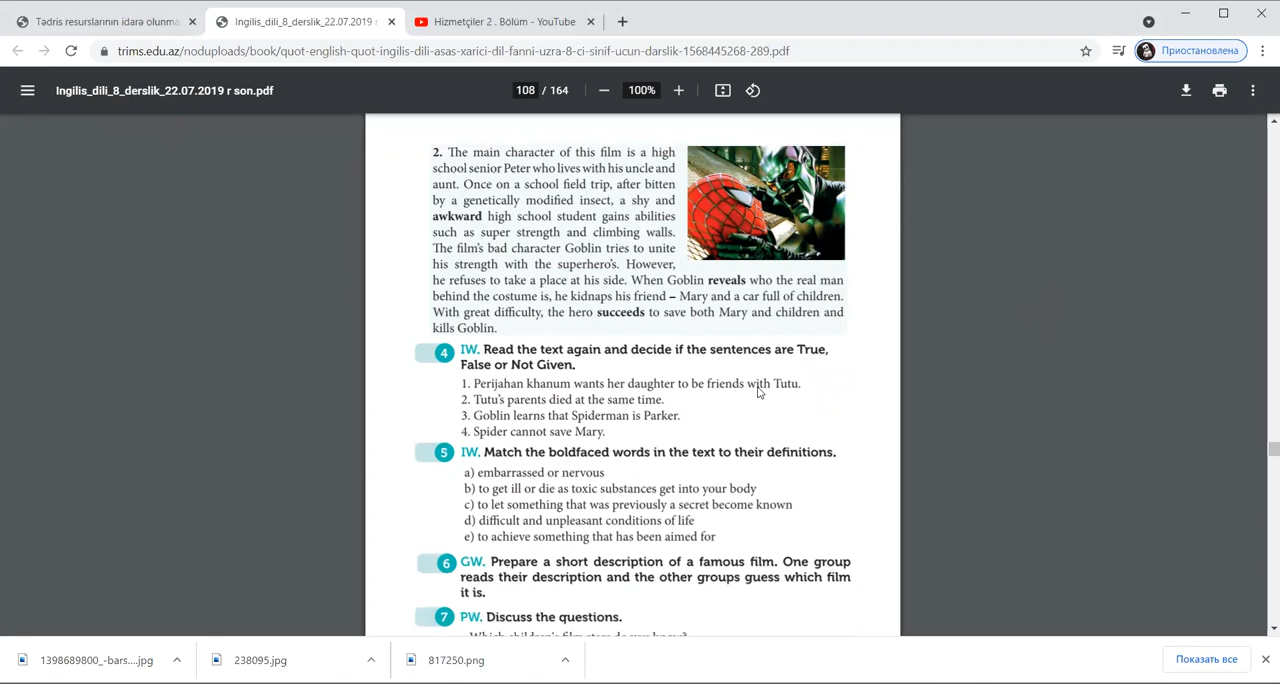 Tədris resurslarının idarə olunma
Ingilis_dili_8_derslik_22.07.2019 r
Hizmetçiler 2 . Bölüm - YouTube
trims.edu.az/noduploads/book/quot-english-quot-ingilis-dili-asas-xarici-dil-fanni-uzra-8-ci-sinif-ucun-darslik-1568445268-289.pdf
Приостановлена
Ingilis_dili_8_derslik_22.07.2019 r son.pdf
108 / 164
100%
2. The main character of this film is a high
school senior Peter who lives with his uncle and
aunt. Once on a school field trip, after bitten
by a genetically modified insect, a shy and
awkward high school student gains abilities
such as super strength and climbing walls.
The film's bad character Goblin tries to unite
his strength with the superhero's. However,
he refuses to take a place at his side. When Goblin reveals who the real man
behind the costume is, he kidnaps his friend – Mary and a car full of children.
With great difficulty, the hero succeeds to save both Mary and children and
kills Goblin.
4 IW. Read the text again and decide if the sentences are True,
False or Not Given.
1. Perijahan khanum wants her daughter to be friends with Tutu.
2. Tutu's parents died at the same time.
3. Goblin learns that Spiderman is Parker.
4. Spider cannot save Mary.
5 IW. Match the boldfaced words in the text to their definitions.
a) embarrassed or nervous
b) to get ill or die as toxic substances get into your body
c) to let something that was previously a secret become known
d) difficult and unpleasant conditions of life
e) to achieve something that has been aimed for
6 GW. Prepare a short description of a famous film. One group
reads their description and the other groups guess which film
it is.
7 PW. Discuss the questions.
Which children's film stars do you know?
1398689800_-bars....jpg
238095.jpg
817250.png
Показать все